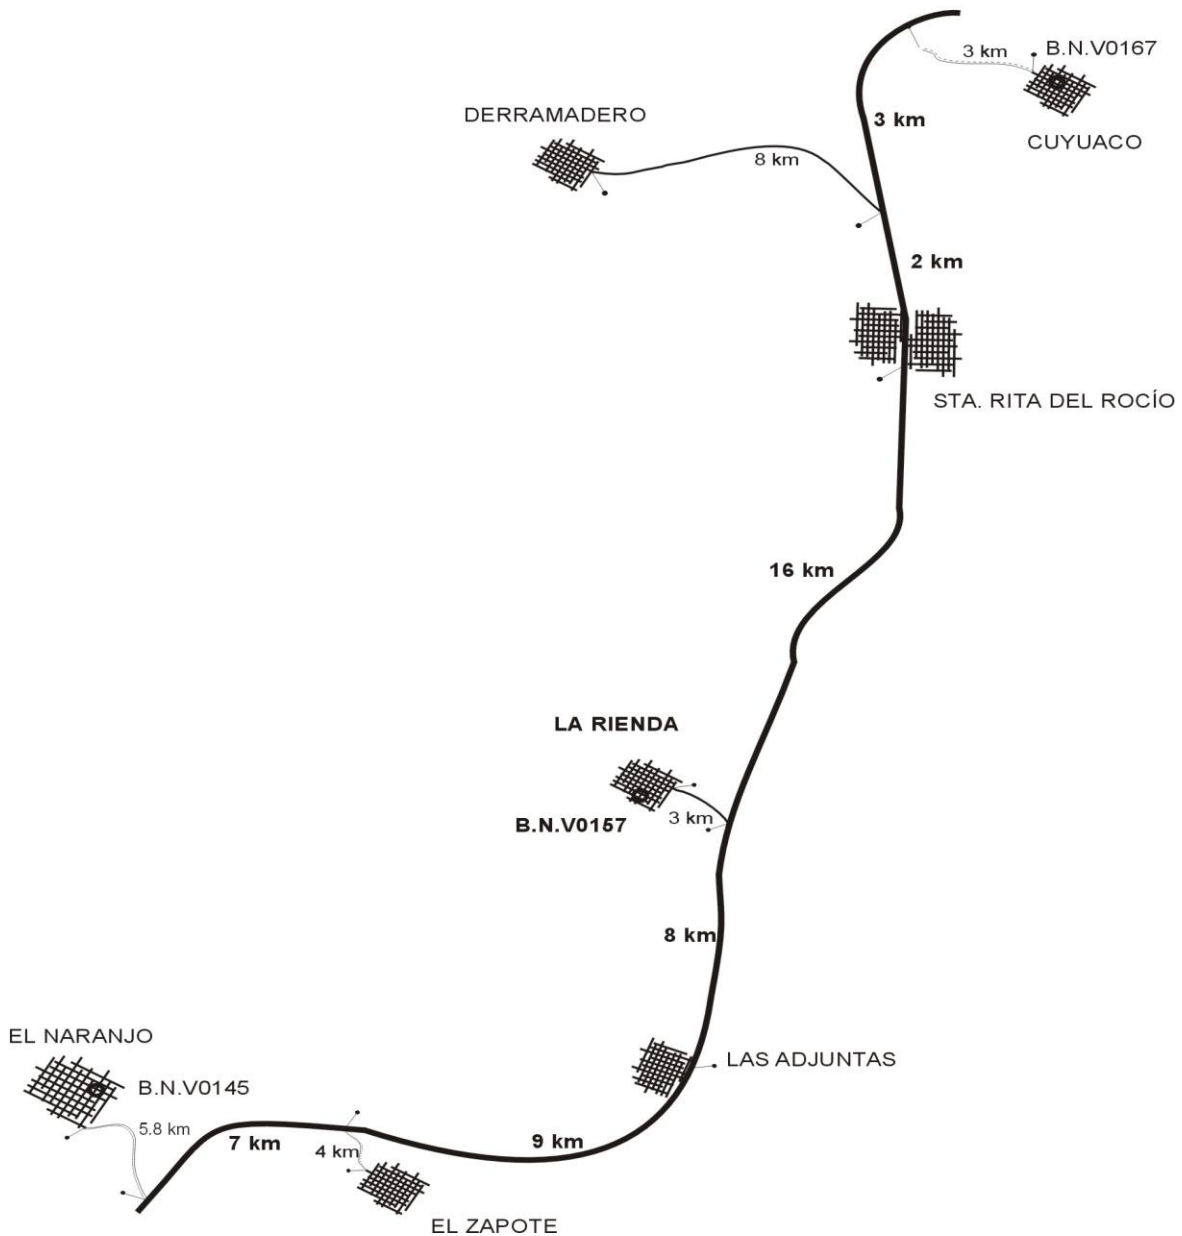 B.N.V0167
3 km
CUYUACO
DERRAMADERO
3 km
8 km
2 km
STA. RITA DEL ROCÍO
16 km
LA RIENDA
B.N.V0157
3 km
8 km
EL NARANJO
LAS ADJUNTAS
B.N.V0145
5.8 km
7 km
9 km
4 km
EL ZAPOTE